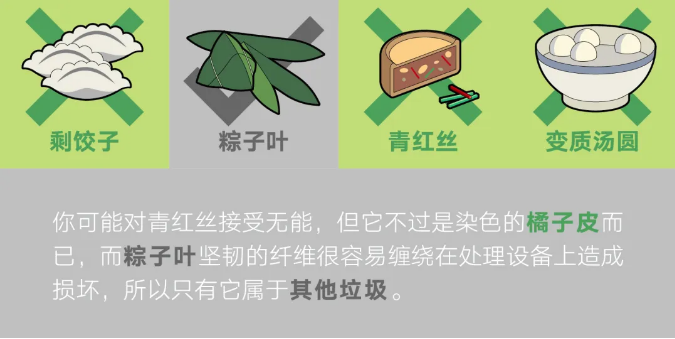 剩饺子
粽子叶
青红丝
变质汤圆
你可能对青红丝接受无能，但它不过是染色的橘子皮而
已，而粽子叶坚韧的纤维很容易缠绕在处理设备上造成
损坏，所以只有它属于其他垃圾。